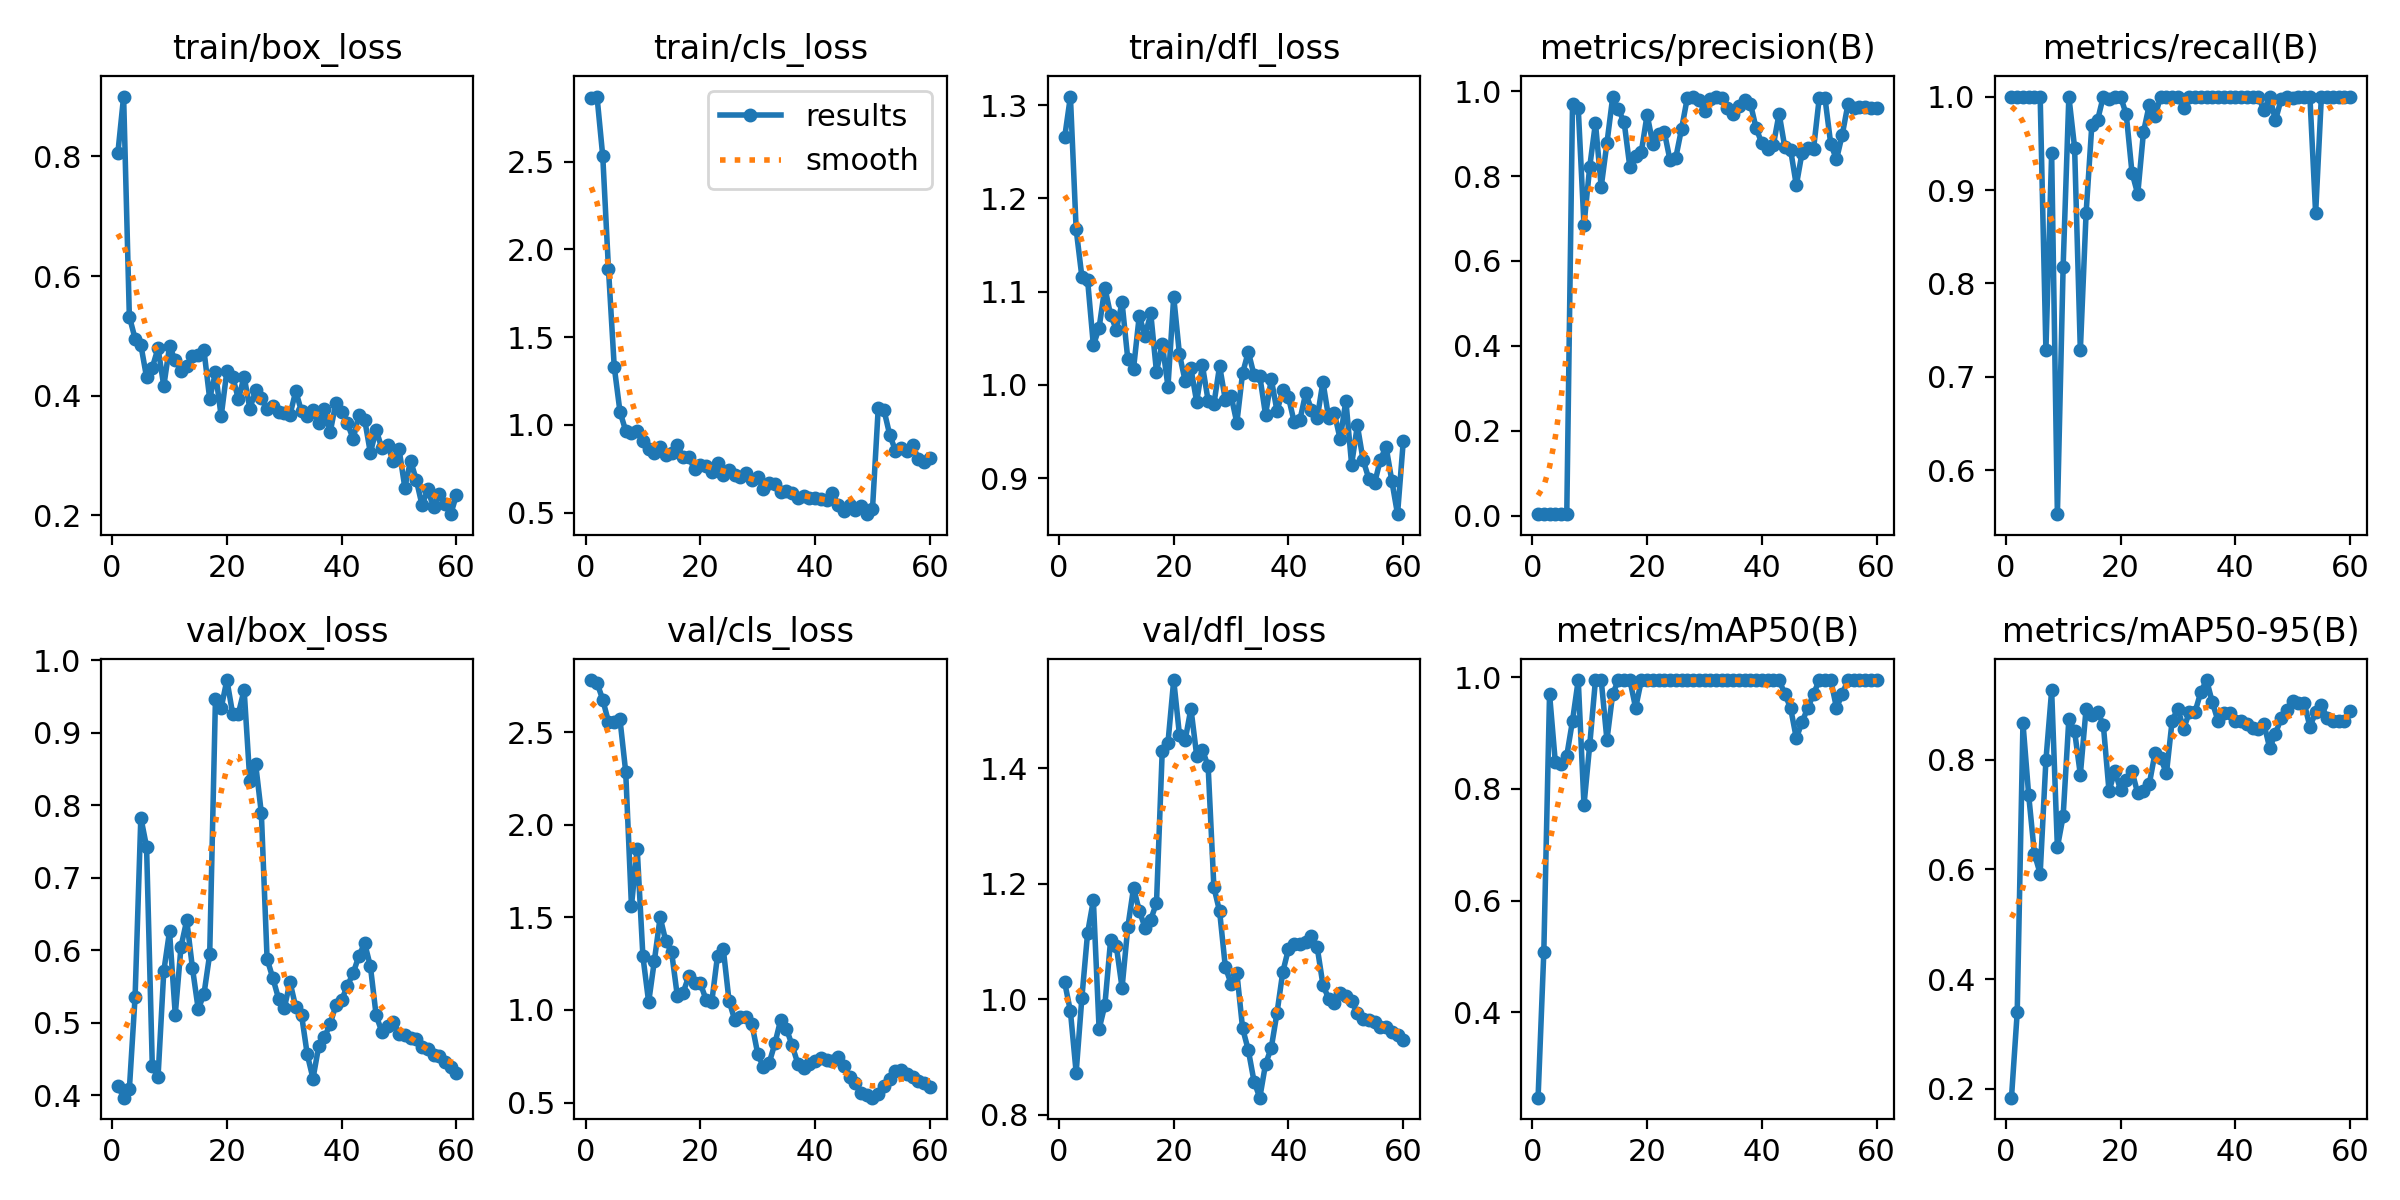 train/box_loss
train/cls_loss
train/dfl_loss
metrics/precision(B)
metrics/recall(B)
0.8
0.6
0.4
0.2
0 20 40 60
results
smooth
2.5
2.0
1.5
1.0
0.5
0 20 40 60
1.3
1.2
1.1
1.0
0.9
0 20 40 60
1.0
0.8
0.6
0.4
0.2
0.0
0 20 40 60
1.0
0.9
0.8
0.7
0.6
0 20 40 60
val/box_loss
val/cls_loss
val/dfl_loss
metrics/mAP50(B)
metrics/mAP50-95(B)
1.0
0.9
0.8
0.7
0.6
0.5
0.4
0 20 40 60
2.5
2.0
1.5
1.0
0.5
0 20 40 60
1.4
1.2
1.0
0.8
0 20 40 60
1.0
0.8
0.6
0.4
0 20 40 60
0.8
0.6
0.4
0.2
0 20 40 60